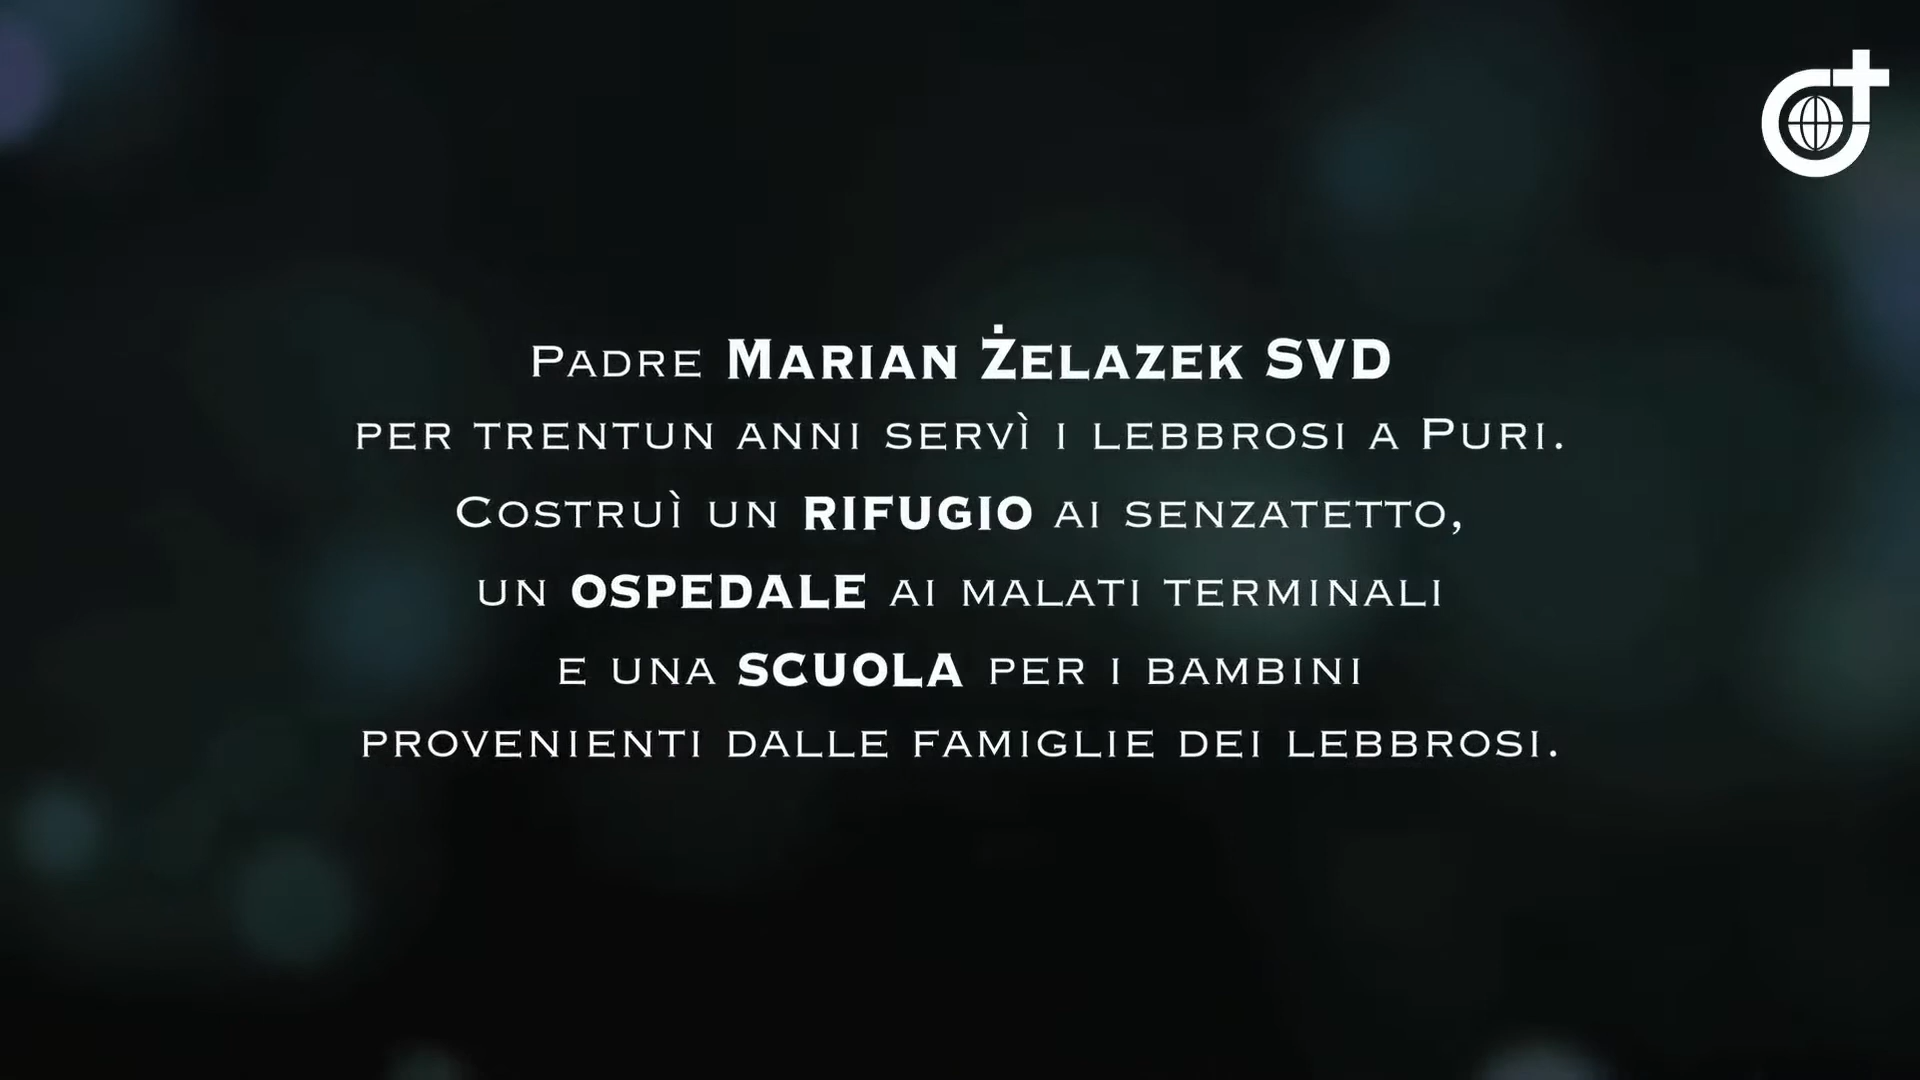 Padre Marian Żelazek SVD
per trentun anni servì i lebbrosi a Puri.
Costruì un RIFUGIO ai senzatetto,
un OSPEDALE ai malati terminali
e una SCUOLA per i bambini
provenienti dalle famiglie dei lebbrosi.